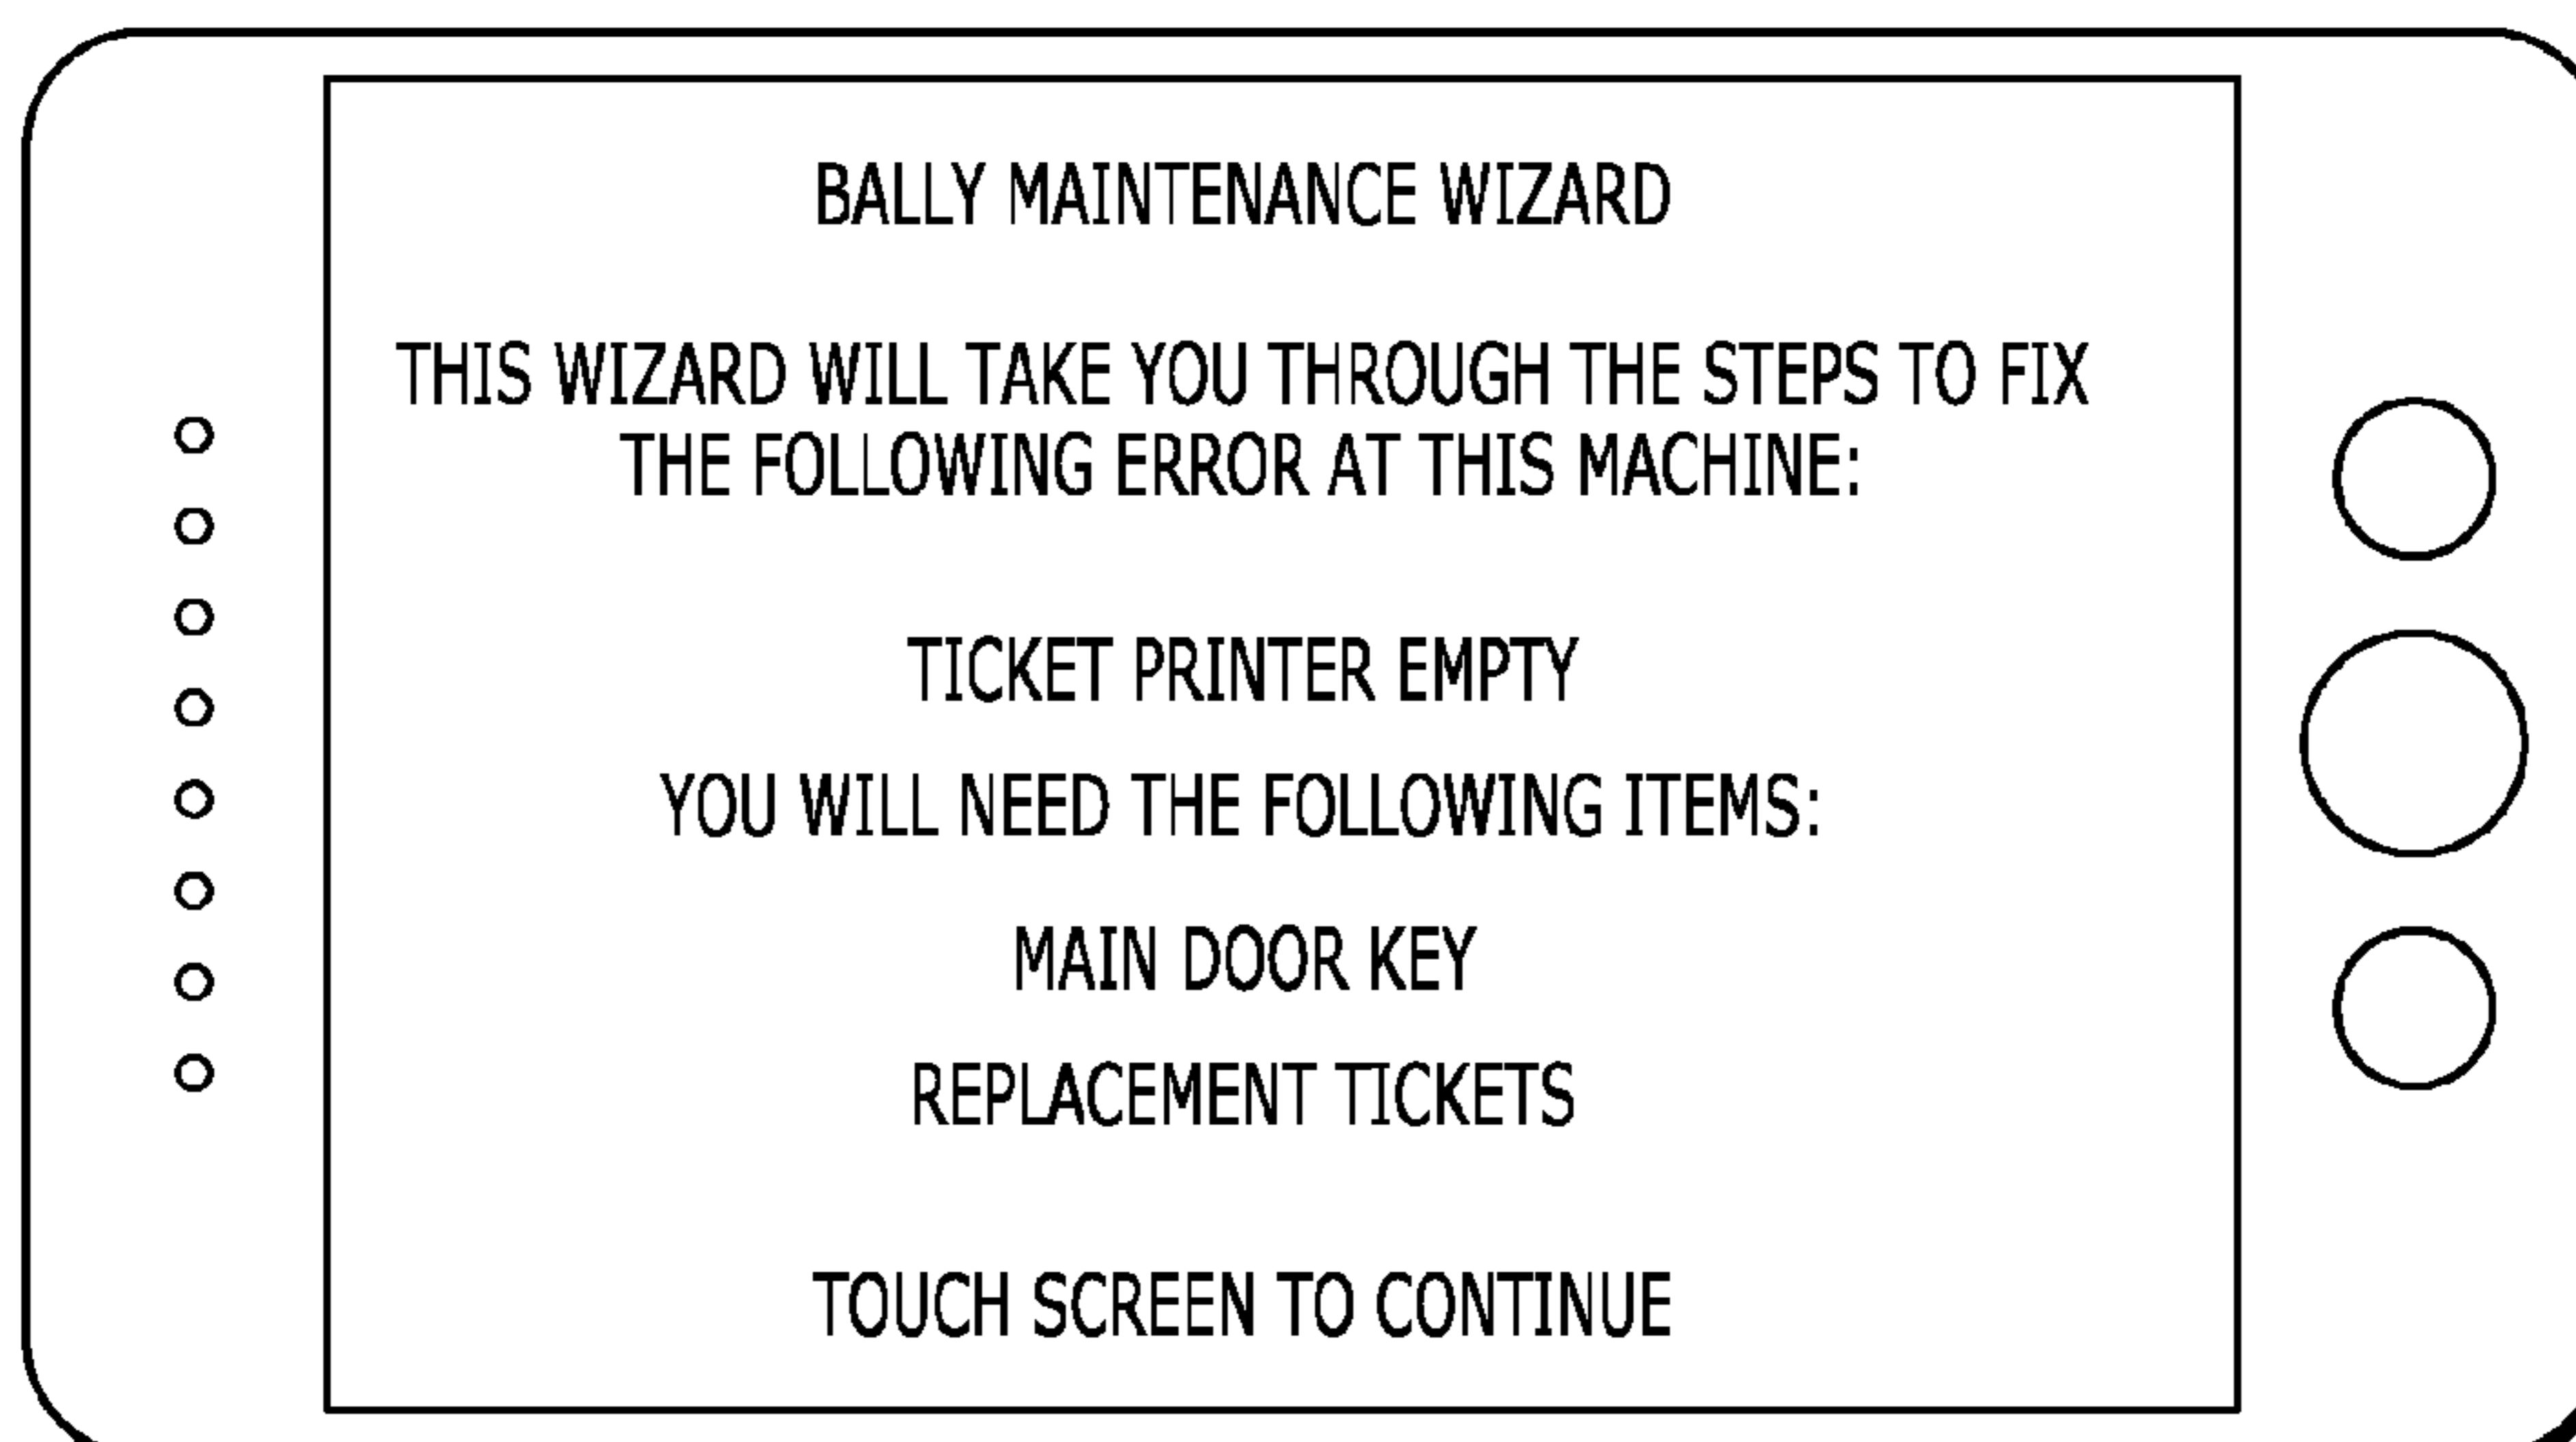 BALLY MAINTENANCE WIZARD
THIS WIZARD WILL TAKE YOU THROUGH THE STEPS TO FIX
THE FOLLOWING ERROR AT THIS MACHINE:
TICKET PRINTER EMPTY
YOU WILL NEED THE FOLLOWING ITEMS:
MAIN DOOR KEY
REPLACEMENT TICKETS
TOUCH SCREEN TO CONTINUE